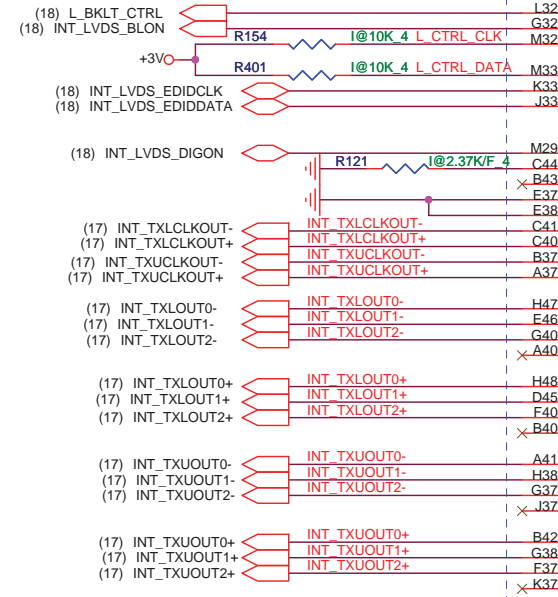 (18) L_BKLT_CTRL L32
(18) INT_LVDS_BLON G32
R154 I@10K_4 L_CTRL_CLK M32
+3V
R401 I@10K_4 L_CTRL_DATA M33
(18) INT_LVDS_EDIDCLK K33
(18) INT_LVDS_EDIDDATA J33
(18) INT_LVDS_DIGON M29
R121 I@2.37K/F_4 C44
B43
E37
E38
(17) INT_TXLCLKOUT- INT_TXLCLKOUT- C41
(17) INT_TXLCLKOUT+ INT_TXLCLKOUT+ C40
(17) INT_TXUCLKOUT- INT_TXUCLKOUT- B37
(17) INT_TXUCLKOUT+ INT_TXUCLKOUT+ A37
(17) INT_TXLOUT0- INT_TXLOUT0- H47
(17) INT_TXLOUT1- INT_TXLOUT1- E46
(17) INT_TXLOUT2- INT_TXLOUT2- G40
A40
(17) INT_TXLOUT0+ INT_TXLOUT0+ H48
(17) INT_TXLOUT1+ INT_TXLOUT1+ D45
(17) INT_TXLOUT2+ INT_TXLOUT2+ F40
B40
(17) INT_TXUOUT0- INT_TXUOUT0- A41
(17) INT_TXUOUT1- INT_TXUOUT1- H38
(17) INT_TXUOUT2- INT_TXUOUT2- G37
J37
(17) INT_TXUOUT0+ INT_TXUOUT0+ B42
(17) INT_TXUOUT1+ INT_TXUOUT1+ G38
(17) INT_TXUOUT2+ INT_TXUOUT2+ F37
K37